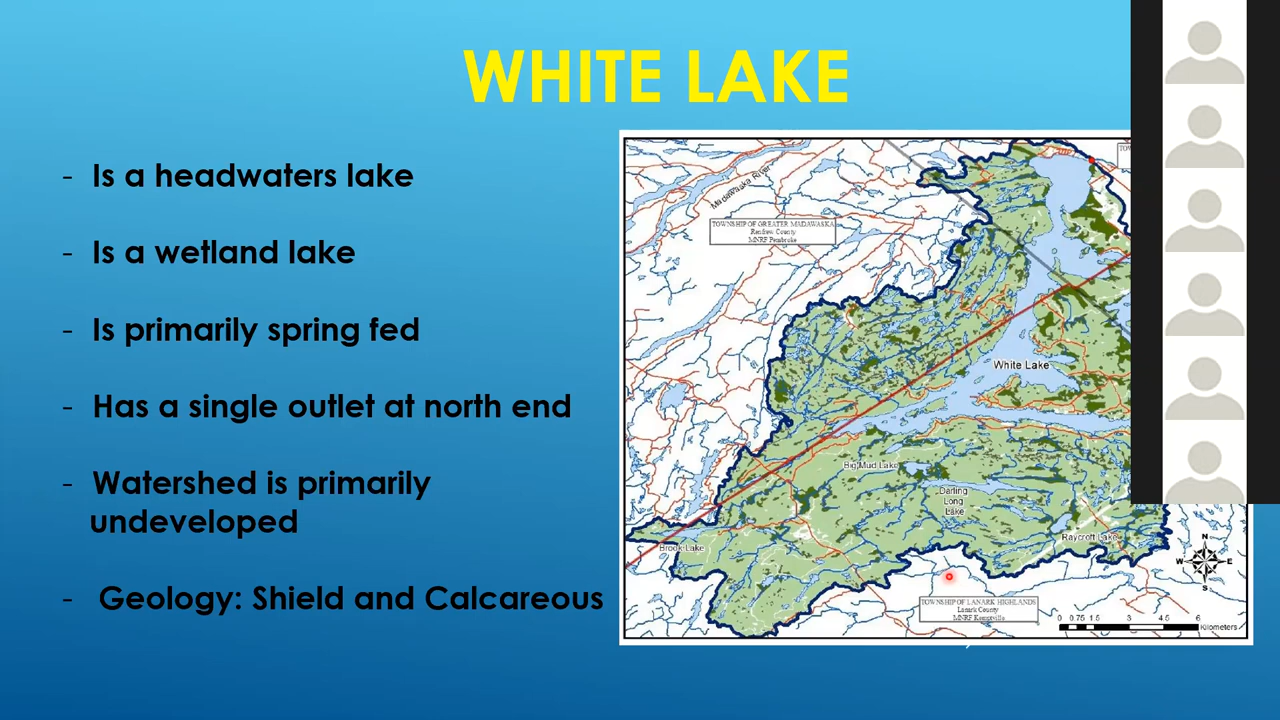 WHITE LAKE
- Is a headwaters lake
- Is a wetland lake
- Is primarily spring fed
- Has a single outlet at north end
- Watershed is primarily
undeveloped
- Geology: Shield and Calcareous
Madawaska River
TOWNSHIP OF GREATER MADAWASKA
Renfrew County
MNRF Pembroke
White Lake
Big Mud Lake
Darling
Long
Lake
Raycroft Lake
Brook Lake
N
W E
S
TOWNSHIP OF LANARK HIGHLANDS
Lanark County
MNRF Kemptville
0 0.75 1.5 3 4.5 6
Kilometers